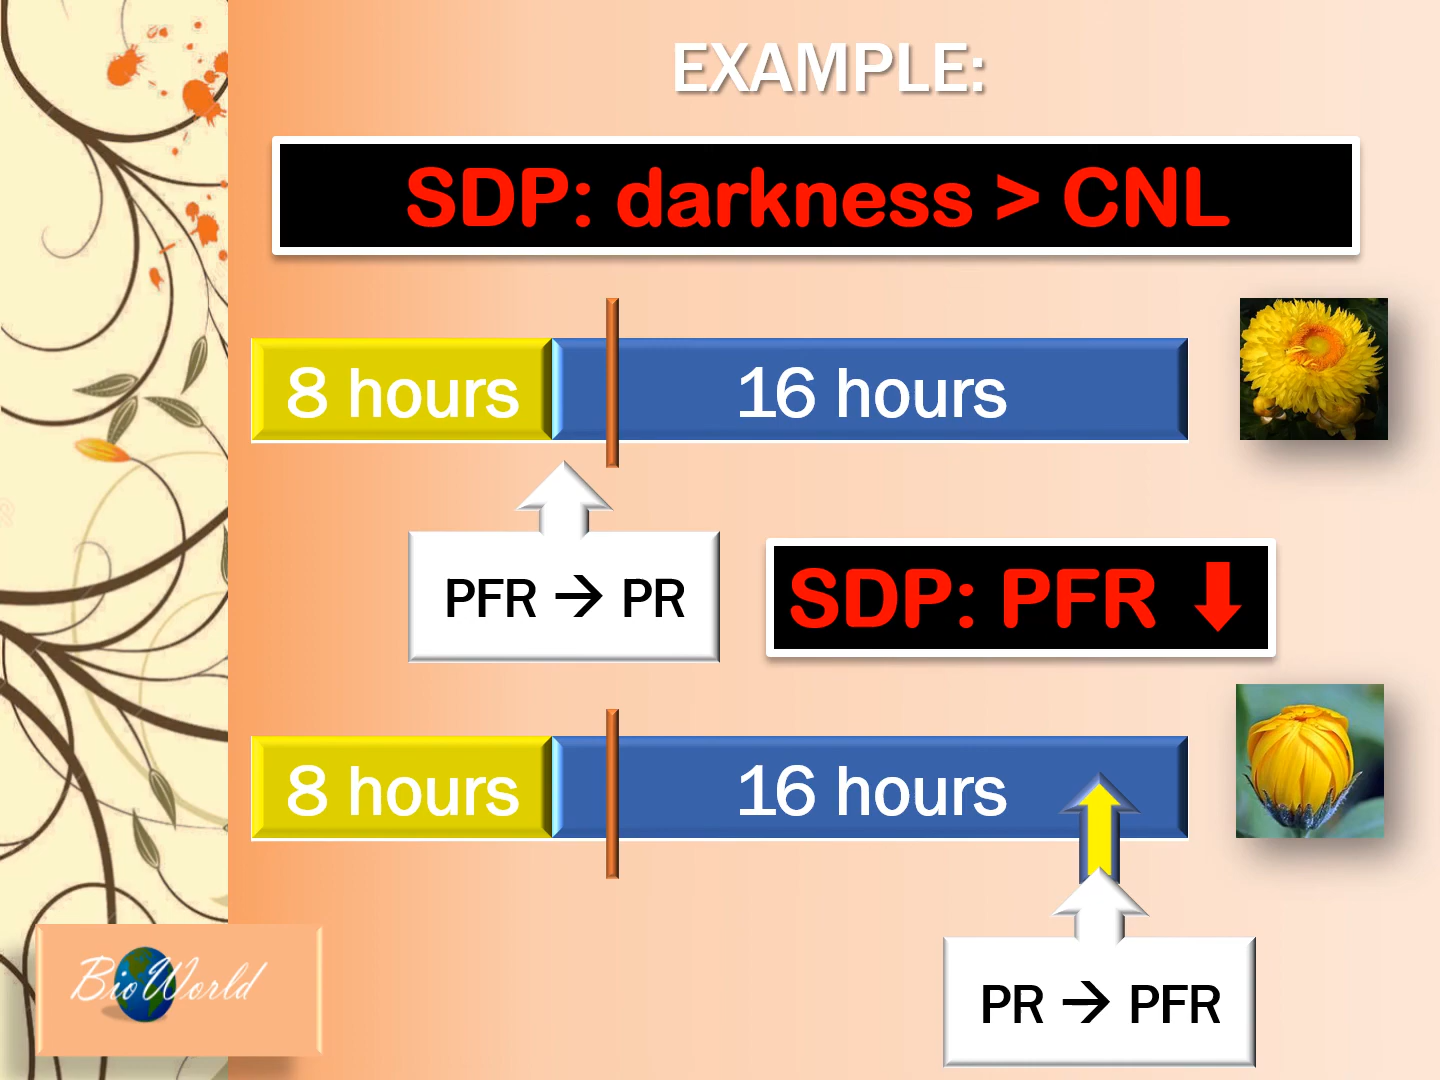 EXAMPLE:
SDP: darkness > CNL
8 hours
16 hours
PFR → PR
SDP: PFR ⬇
8 hours
16 hours
PR → PFR
BioWorld